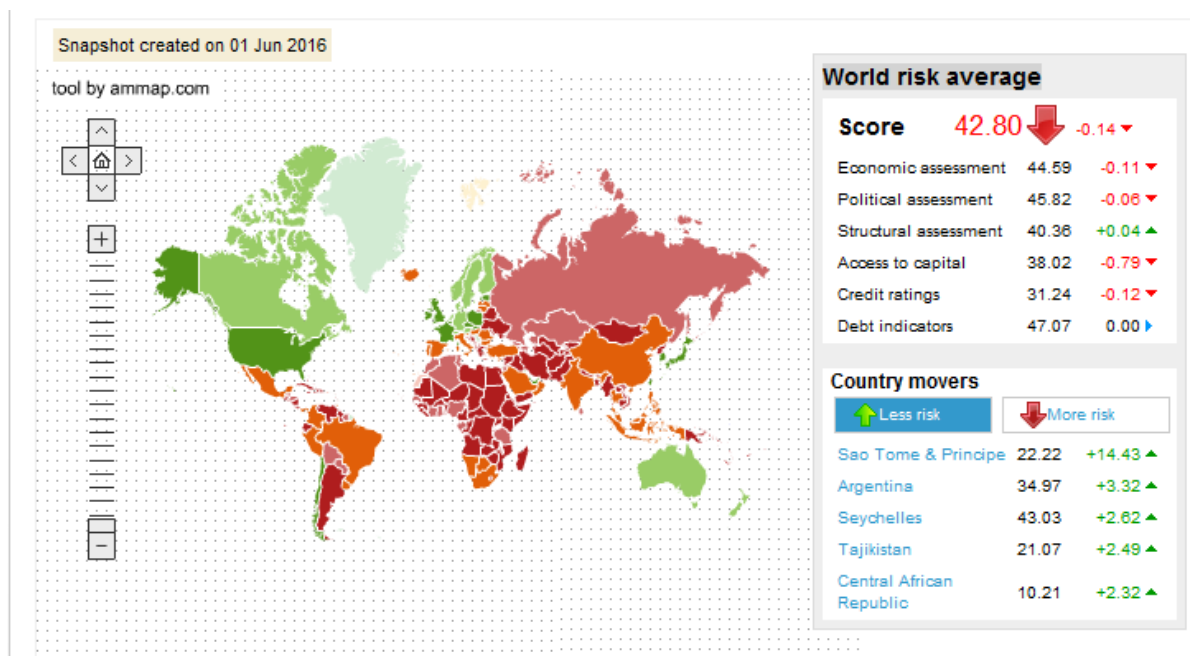 Snapshot created on 01 Jun 2016
tool by ammap.com
World risk average
Score 42.80 -0.14
Economic assessment 44.59 -0.11
Political assessment 45.82 -0.06
Structural assessment 40.36 +0.04
Access to capital 38.02 -0.79
Credit ratings 31.24 -0.12
Debt indicators 47.07 0.00
Country movers
Less risk More risk
Sao Tome & Principe 22.22 +14.43
Argentina 34.97 +3.32
Seychelles 43.03 +2.62
Tajikistan 21.07 +2.49
Central African
Republic 10.21 +2.32